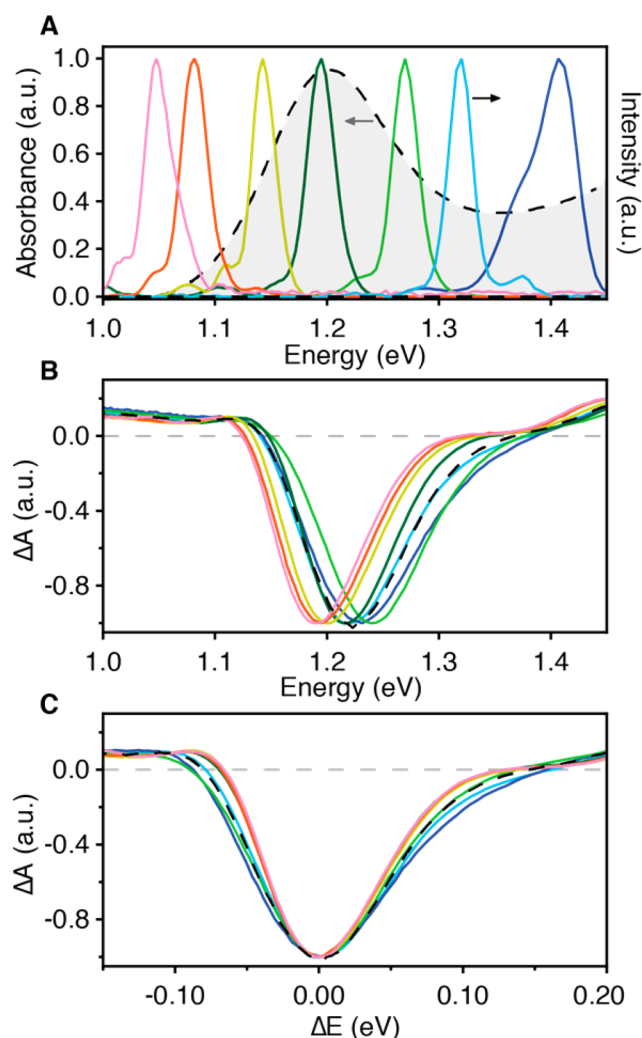 A
Absorbance (a.u.)
1.0
0.8
0.6
0.4
0.2
0.0
Intensity (a.u.)
1.0 1.1 1.2 1.3 1.4
Energy (eV)
B
ΔA (a.u.)
0.0
-0.4
-0.8
1.0 1.1 1.2 1.3 1.4
Energy (eV)
C
ΔA (a.u.)
0.0
-0.4
-0.8
-0.10 0.00 0.10 0.20
ΔE (eV)